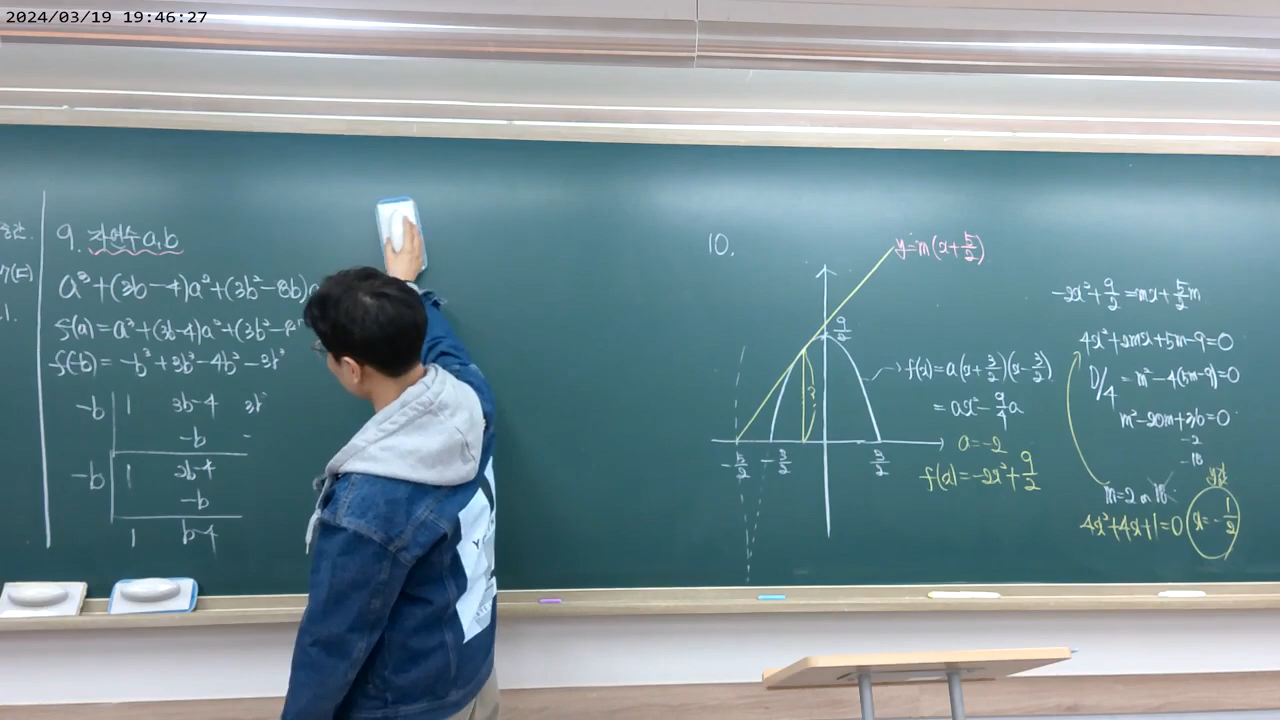 2024/03/19 19:46:27
9. 자연수 a,b
a³+(3b-4)a²+(3b²-8b)
f(a)=a³+(3b-4)a²+(3b²-8
f(-b)= -b³+3b³-4b²-3b³
-b 1 3b-4 3b
-b -
-b 1 2b-4
-b
1 b-4
10.
y=m(x+5/2)
9/2
-5/2 -3/2 3/2
?
f(x)=a(x+3/2)(x-3/2)
=ax²-9/4a
a=-2
f(x)=-2x²+9/2
-2x²+9/2=mx+5/2m
4x²+2mx+5m-9=0
D/4 = m²-4(5m-9)=0
m²-20m+36=0
-2
-18
m=2 or 18
4x²+4x+1=0 x=-1/2